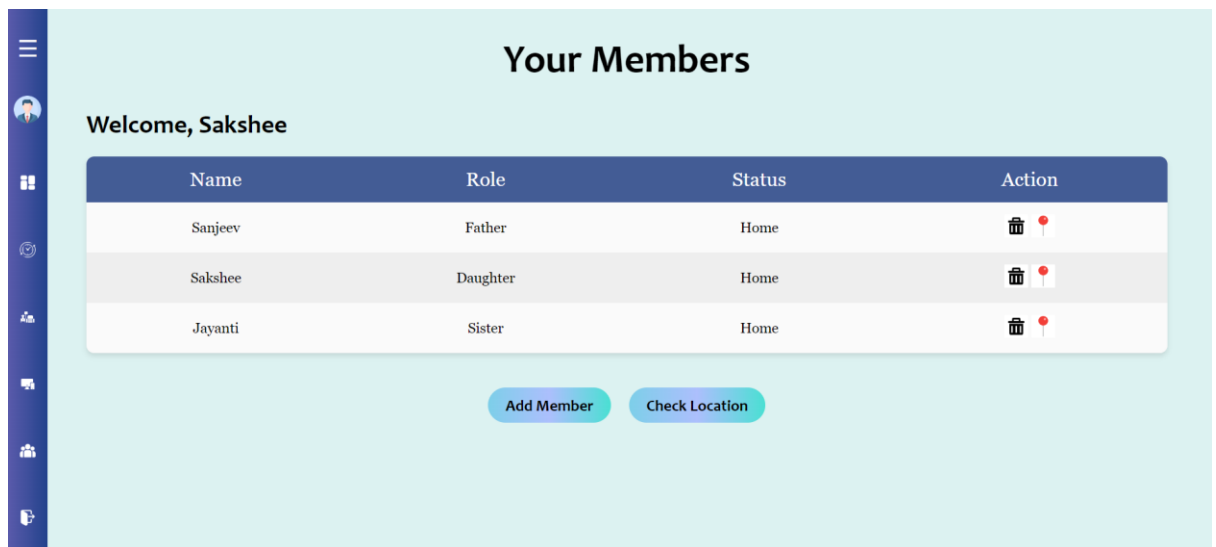 Your Members
Welcome, Sakshee
Name Role Status Action
Sanjeev Father Home
Sakshee Daughter Home
Jayanti Sister Home
Add Member Check Location